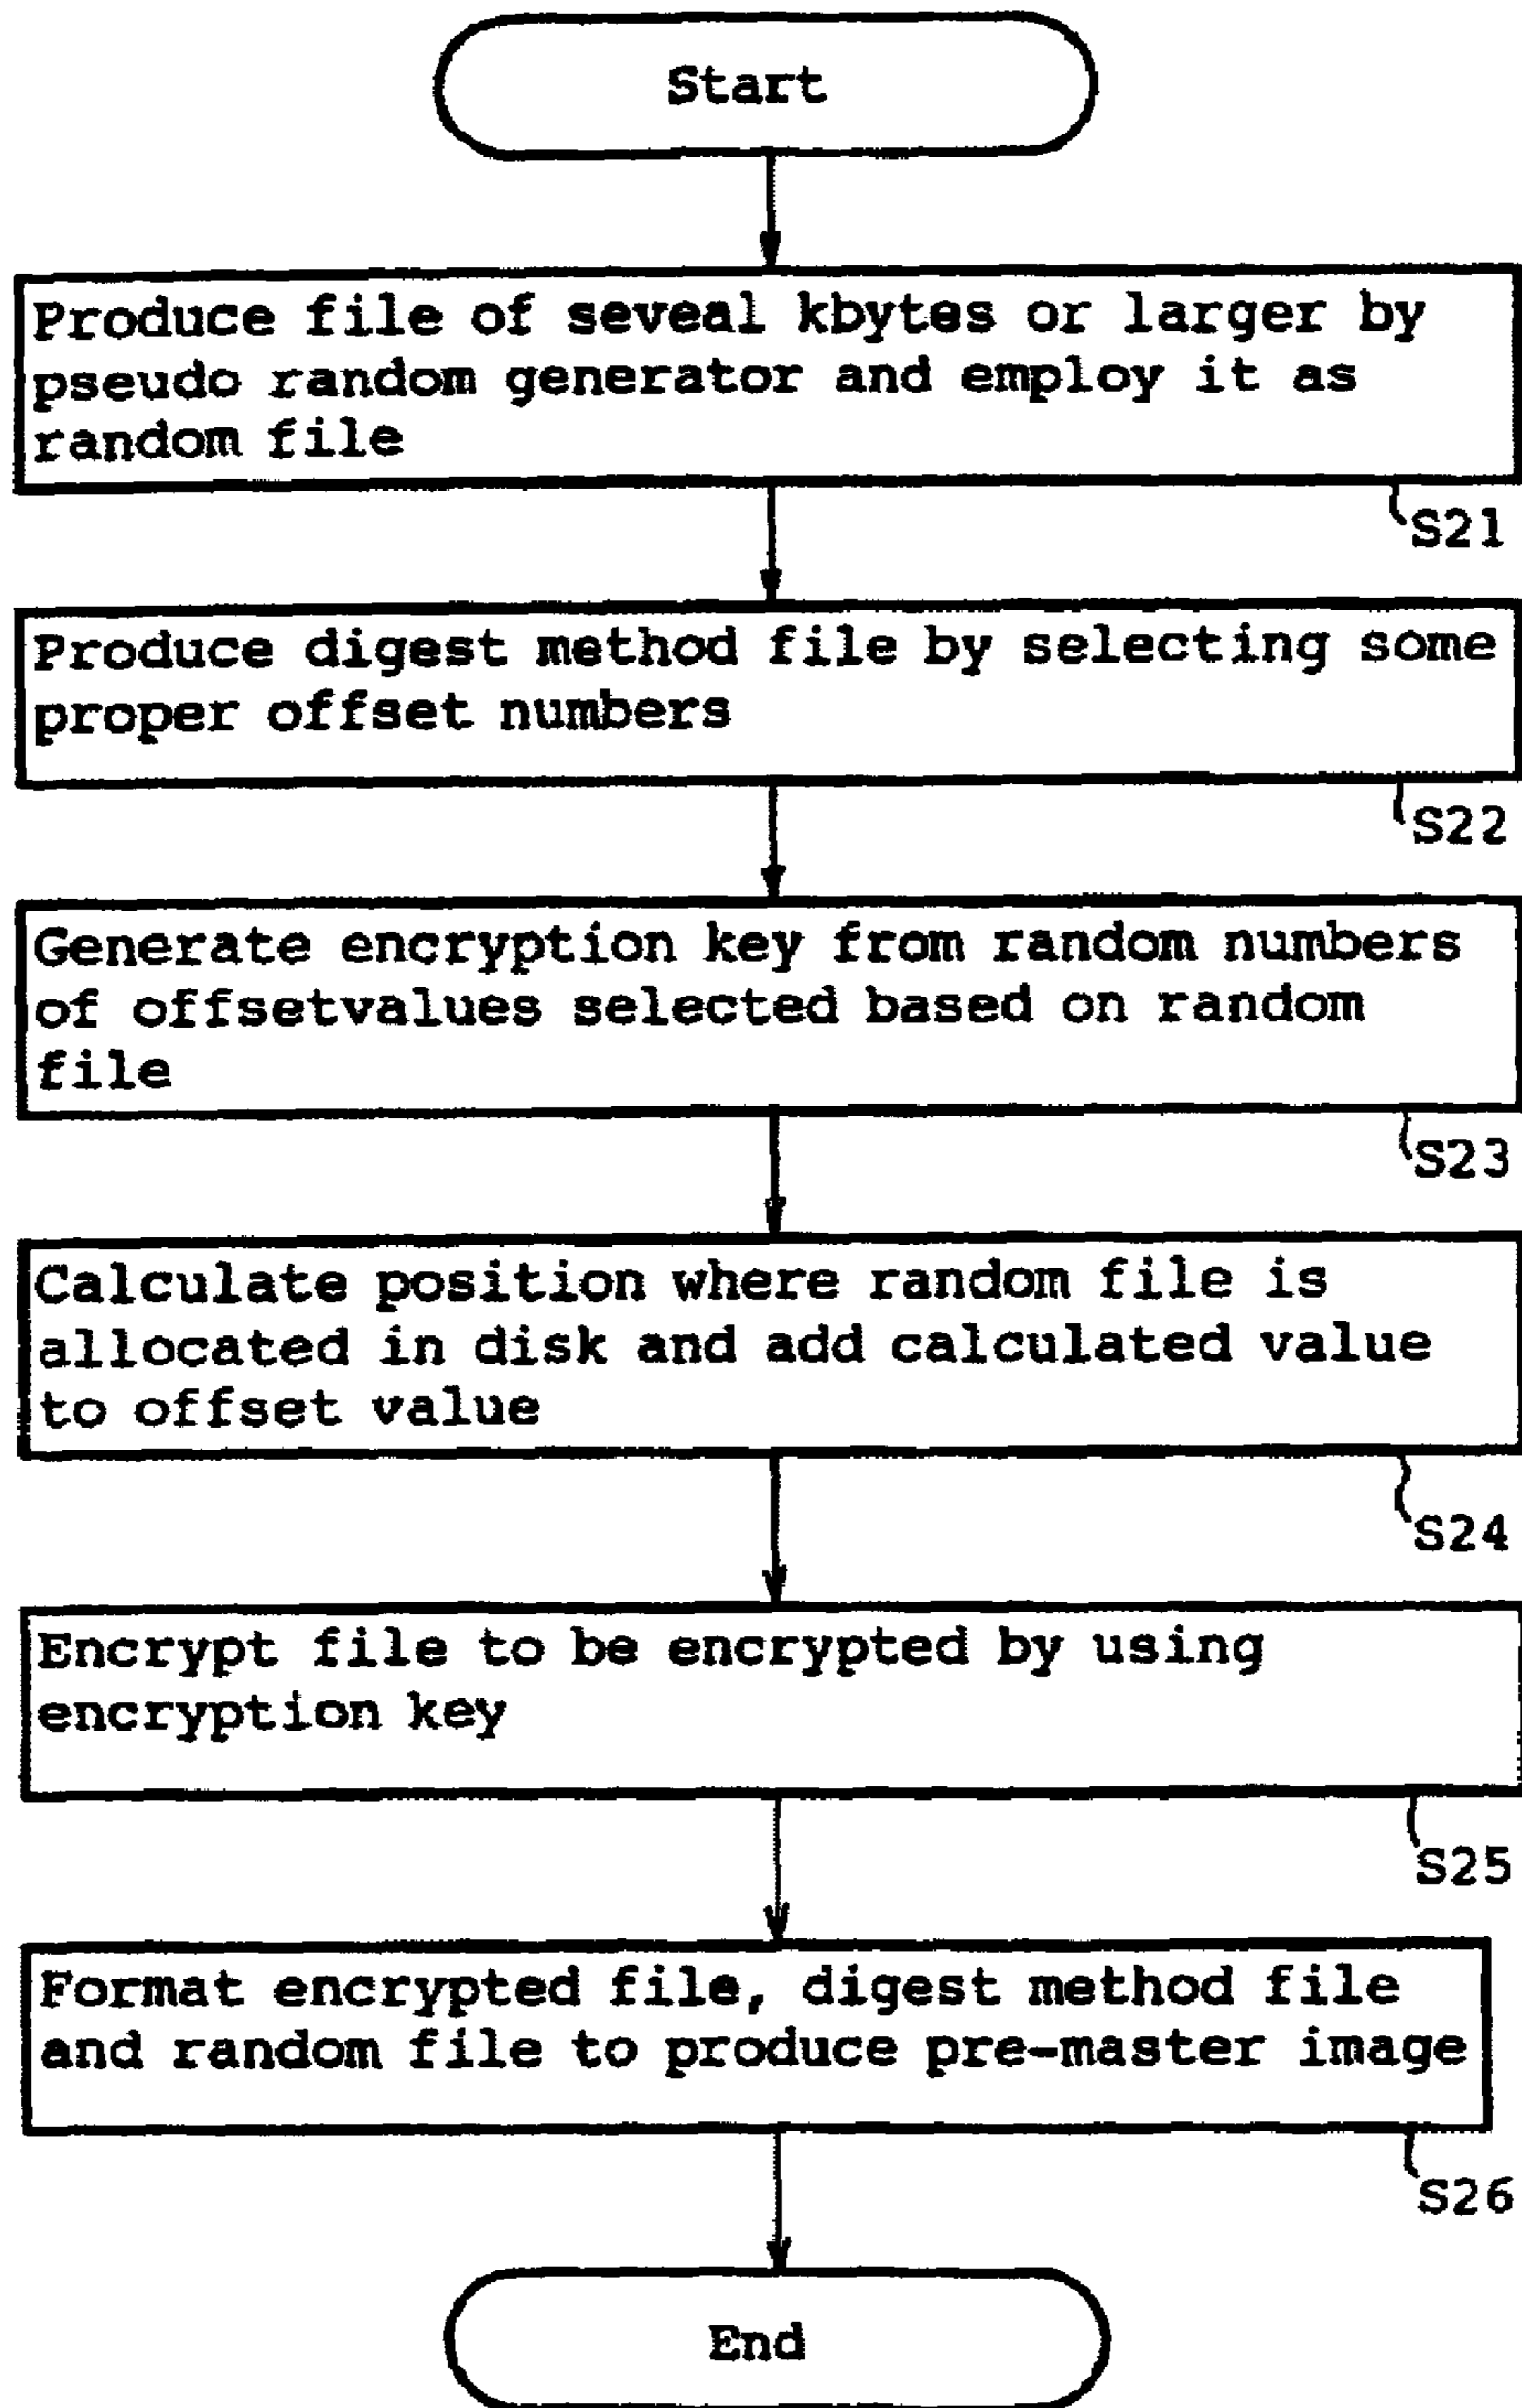 Start
Produce file of seveal kbytes or larger by
pseudo random generator and employ it as
random file
S21
Produce digest method file by selecting some
proper offset numbers
S22
Generate encryption key from random numbers
of offsetvalues selected based on random
file
S23
Calculate position where random file is
allocated in disk and add calculated value
to offset value
S24
Encrypt file to be encrypted by using
encryption key
S25
Format encrypted file, digest method file
and random file to produce pre-master image
S26
End